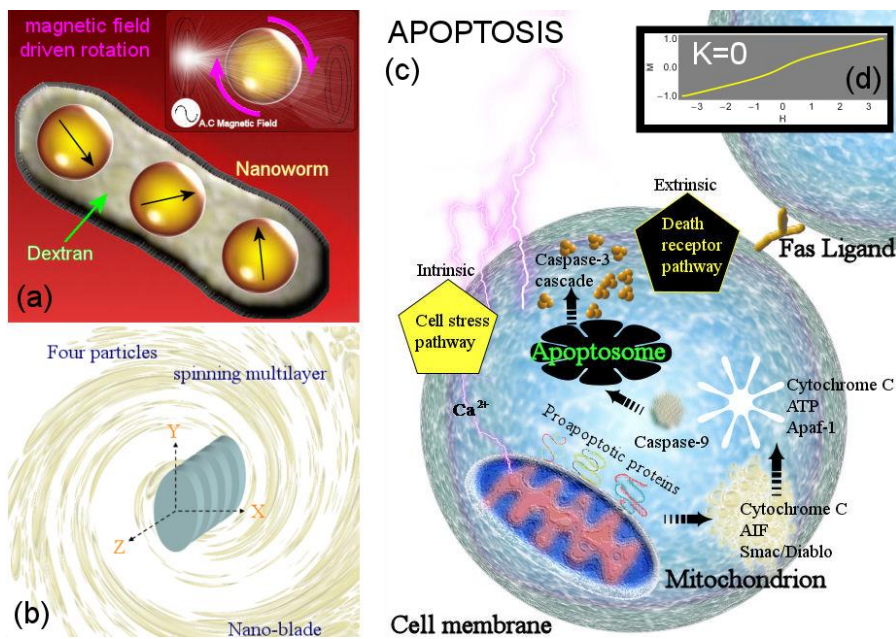 magnetic field
driven rotation
A.C Magnetic Field
Nanoworm
Dextran
(a)
Four particles
spinning multilayer
Y
X
Z
(b)
Nano-blade
APOPTOSIS
(c)
K=0
(d)
1.0
0.0
−1.0
M
−3 −2 −1 0 1 2 3
H
Extrinsic
Death
receptor
pathway
Fas Ligand
Intrinsic
Cell stress
pathway
Caspase-3
cascade
Apoptosome
Ca2+
Caspase-9
Cytochrome C
ATP
Apaf-1
Proapoptotic proteins
Cytochrome C
AIF
Smac/Diablo
Mitochondrion
Cell membrane